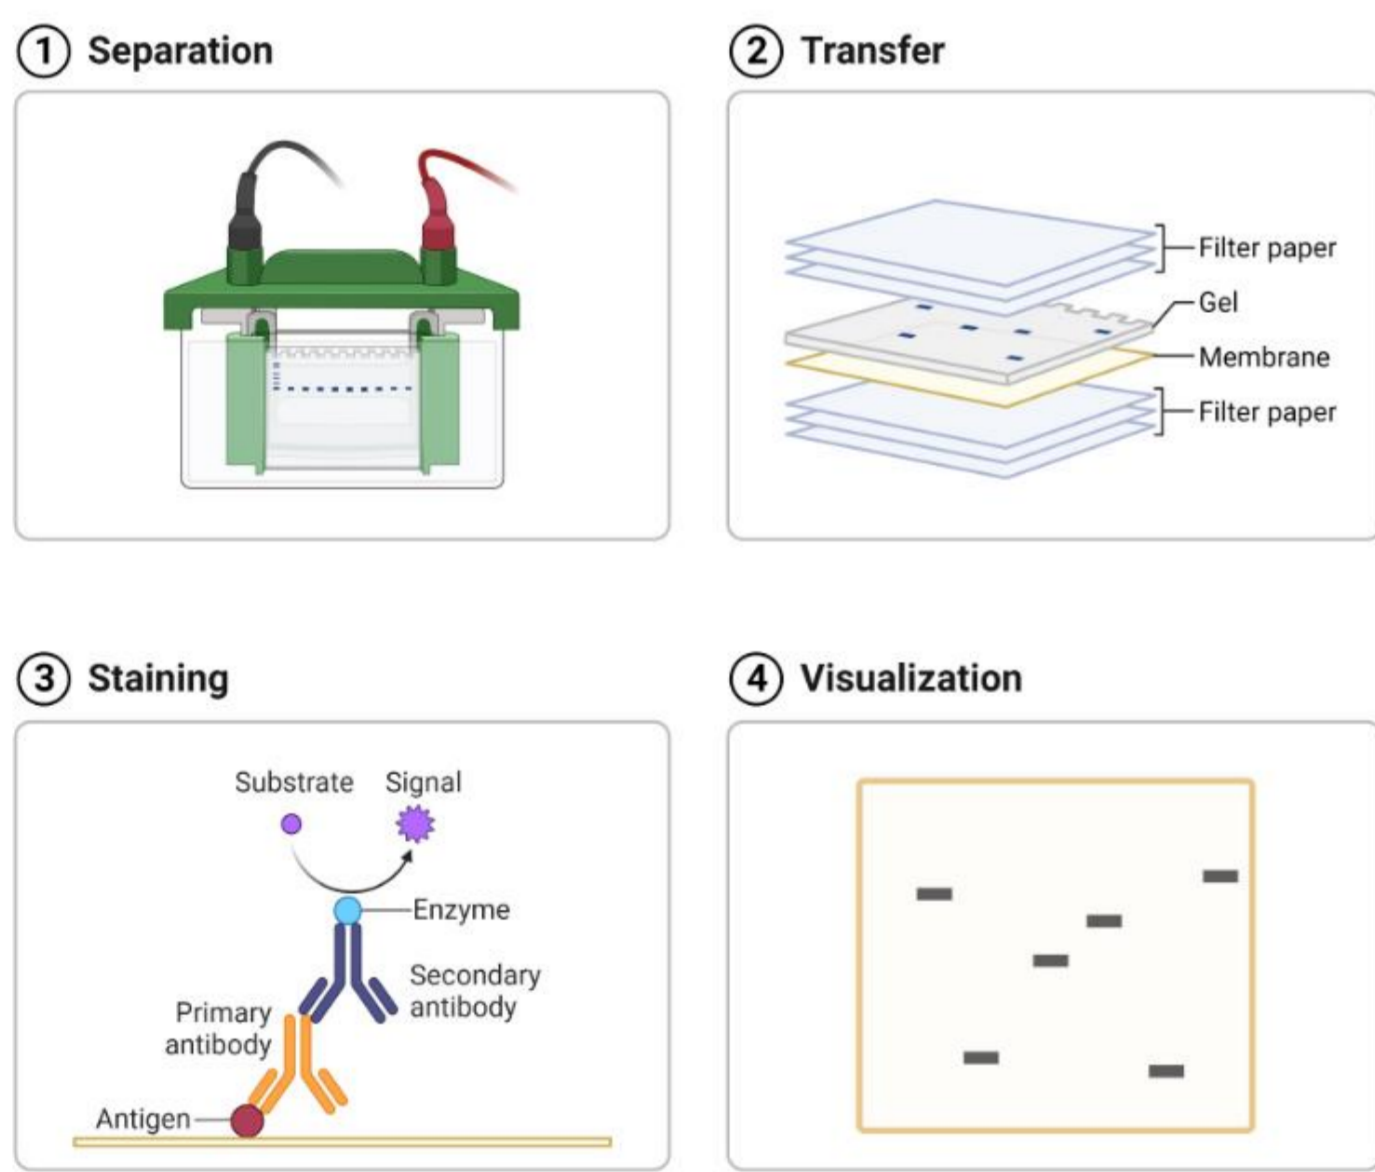 1 Separation
2 Transfer
Filter paper
Gel
Membrane
Filter paper
3 Staining
Substrate
Signal
Enzyme
Secondary
antibody
Primary
antibody
Antigen
4 Visualization